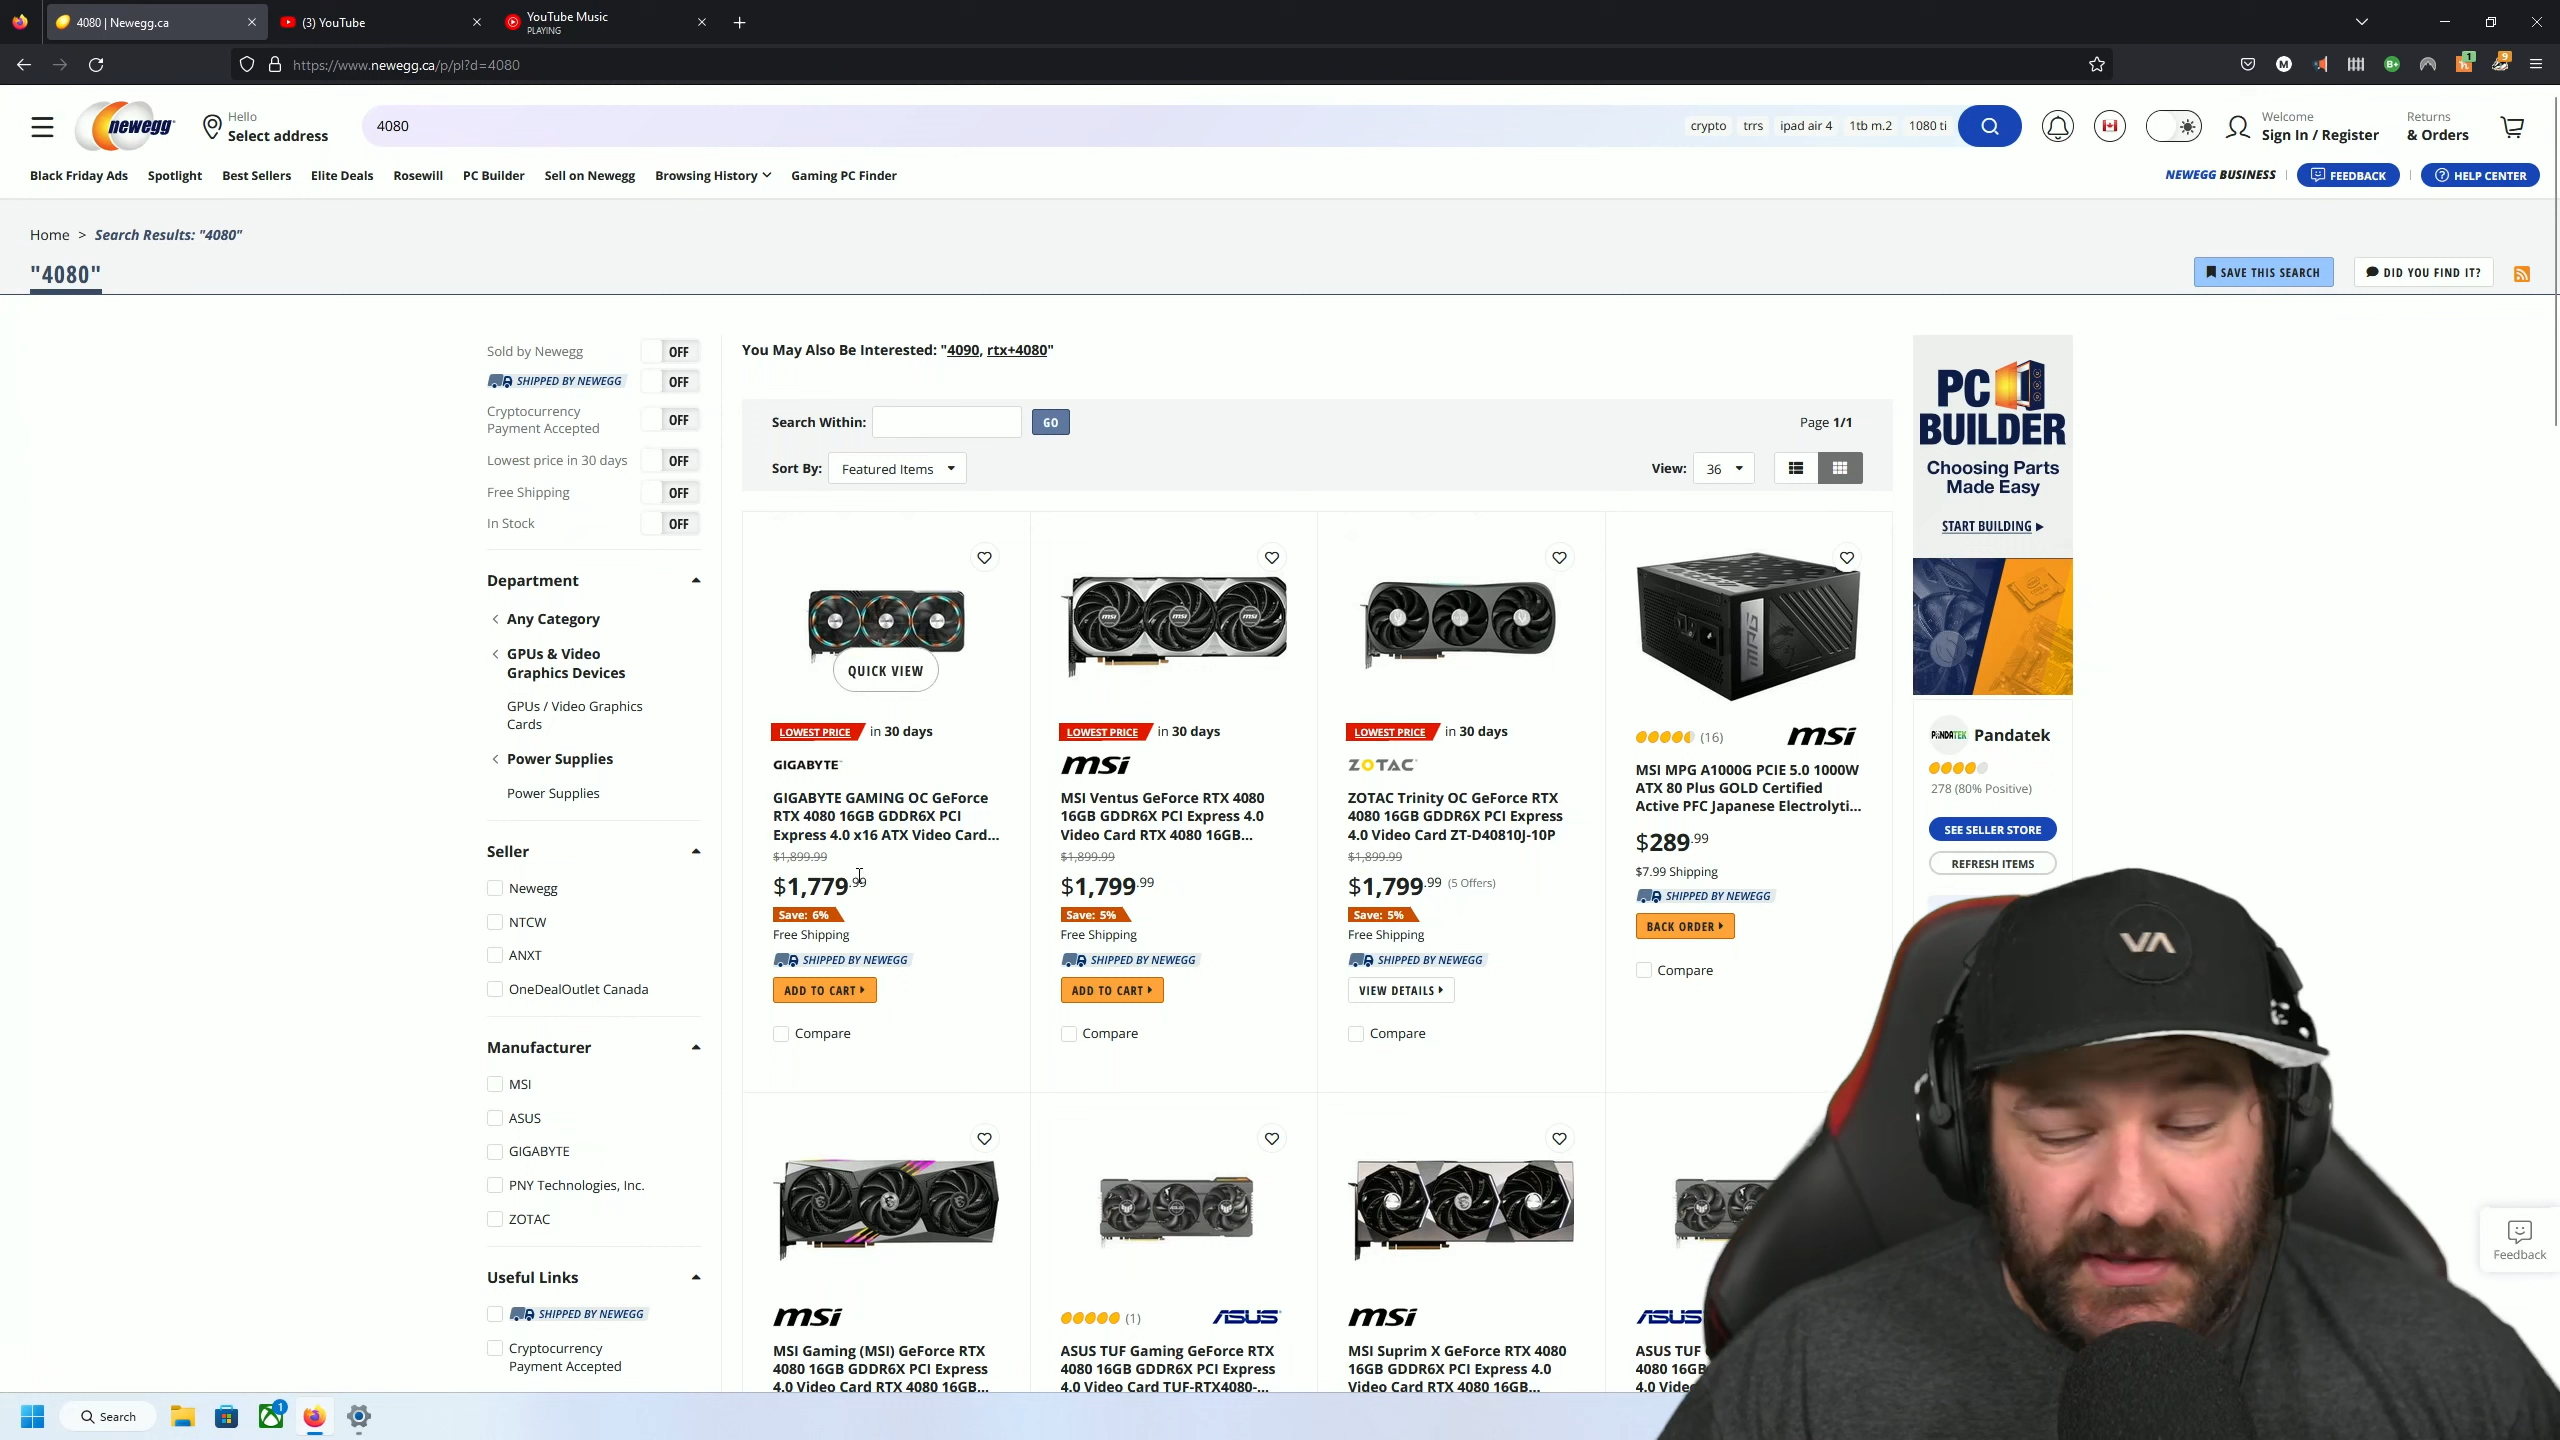 4080 | Newegg.ca
(3) YouTube
YouTube Music
PLAYING
https://www.newegg.ca/p/pl?d=4080
newegg
Hello
Select address
4080
crypto trrs ipad air 4 1tb m.2 1080 ti
Welcome
Sign In / Register
Returns
& Orders
Black Friday Ads Spotlight Best Sellers Elite Deals Rosewill PC Builder Sell on Newegg Browsing History Gaming PC Finder
NEWEGG BUSINESS FEEDBACK HELP CENTER
Home > Search Results: "4080"
"4080"
SAVE THIS SEARCH
DID YOU FIND IT?
Sold by Newegg OFF
SHIPPED BY NEWEGG OFF
Cryptocurrency
Payment Accepted OFF
Lowest price in 30 days OFF
Free Shipping OFF
In Stock OFF
Department
Any Category
GPUs & Video
Graphics Devices
GPUs / Video Graphics
Cards
Power Supplies
Power Supplies
Seller
Newegg
NTCW
ANXT
OneDealOutlet Canada
Manufacturer
MSI
ASUS
GIGABYTE
PNY Technologies, Inc.
ZOTAC
Useful Links
SHIPPED BY NEWEGG
Cryptocurrency
Payment Accepted
You May Also Be Interested: "4090, rtx+4080"
Search Within: GO
Page 1/1
Sort By: Featured Items
View: 36
QUICK VIEW
LOWEST PRICE in 30 days
GIGABYTE
GIGABYTE GAMING OC GeForce
RTX 4080 16GB GDDR6X PCI
Express 4.0 x16 ATX Video Card...
$1,899.99
$1,779.99
Save: 6%
Free Shipping
SHIPPED BY NEWEGG
ADD TO CART
Compare
msi
LOWEST PRICE in 30 days
msi
MSI Ventus GeForce RTX 4080
16GB GDDR6X PCI Express 4.0
Video Card RTX 4080 16GB...
$1,899.99
$1,799.99
Save: 5%
Free Shipping
SHIPPED BY NEWEGG
ADD TO CART
Compare
LOWEST PRICE in 30 days
ZOTAC
ZOTAC Trinity OC GeForce RTX
4080 16GB GDDR6X PCI Express
4.0 Video Card ZT-D40810J-10P
$1,899.99
$1,799.99 (5 Offers)
Save: 5%
Free Shipping
SHIPPED BY NEWEGG
VIEW DETAILS
Compare
MPG
(16)
msi
MSI MPG A1000G PCIE 5.0 1000W
ATX 80 Plus GOLD Certified
Active PFC Japanese Electrolyti...
$289.99
$7.99 Shipping
SHIPPED BY NEWEGG
BACK ORDER
Compare
msi
MSI Gaming (MSI) GeForce RTX
4080 16GB GDDR6X PCI Express
4.0 Video Card RTX 4080 16GB...
(1)
ASUS
ASUS TUF Gaming GeForce RTX
4080 16GB GDDR6X PCI Express
4.0 Video Card TUF-RTX4080-...
msi
MSI Suprim X GeForce RTX 4080
16GB GDDR6X PCI Express 4.0
Video Card RTX 4080 16GB...
ASUS
ASUS TUF
4080 16GB
PC
BUILDER
Choosing Parts
Made Easy
START BUILDING
PANDATEK
Pandatek
278 (80% Positive)
SEE SELLER STORE
REFRESH ITEMS
VA
Feedback
Search